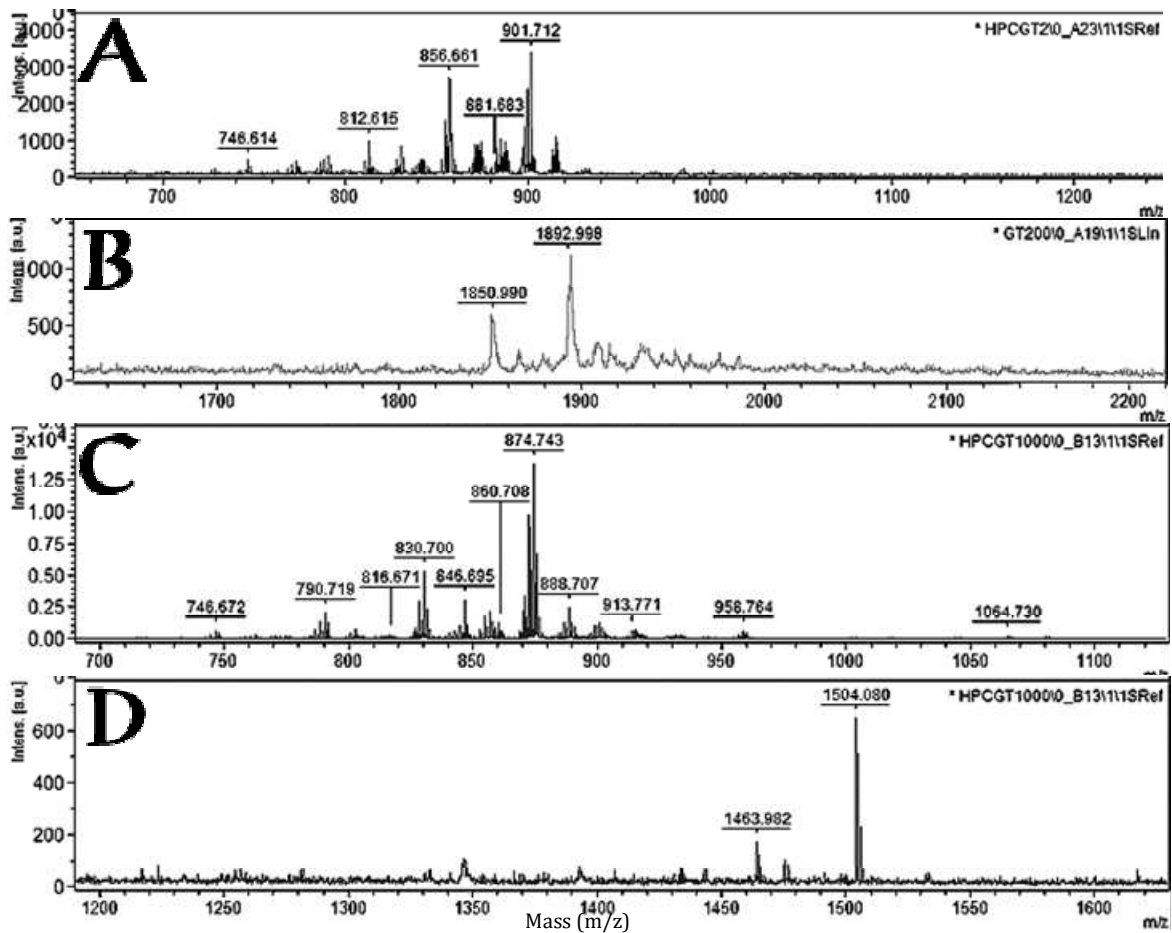 A
Intens. [a.u.]
* HPCGT2\0_A23\1\1SRef
901.712
856.661
881.683
812.615
746.614
4000
3000
2000
1000
0
700 800 900 1000 1100 1200
m/z
B
Intens. [a.u.]
* GT200\0_A19\1\1SLin
1892.998
1850.990
500
0
1700 1800 1900 2000 2100 2200
m/z
C
Intens. [a.u.]
x10⁴
* HPCGT1000\0_B13\1\1SRef
874.743
860.708
830.700
816.671
846.695
790.719
888.707
913.771
746.672
958.764
1064.730
1.25
1.00
0.75
0.50
0.25
0.00
700 750 800 850 900 950 1000 1050 1100
m/z
D
Intens. [a.u.]
* HPCGT1000\0_B13\1\1SRef
1504.080
1463.982
600
400
200
0
1200 1250 1300 1350 1400 1450 1500 1550 1600
Mass (m/z)
m/z